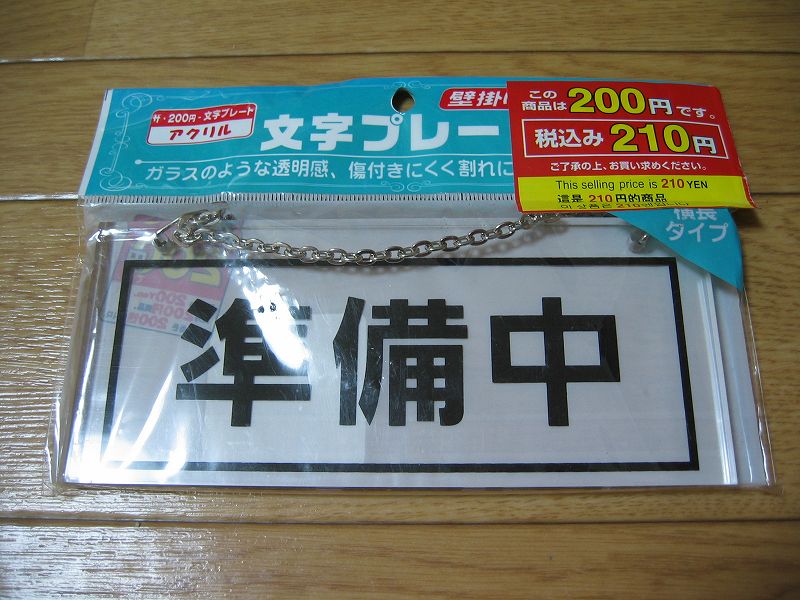 ザ・200円・文字プレート
アクリル
壁掛け
文字プレー
ガラスのような透明感、傷付きにくく割れに
この
商品は200円です。
税込み210円
ご了承の上、お買い求めください。
This selling price is 210 YEN
這是 210円的商品
横長
タイプ
準備中